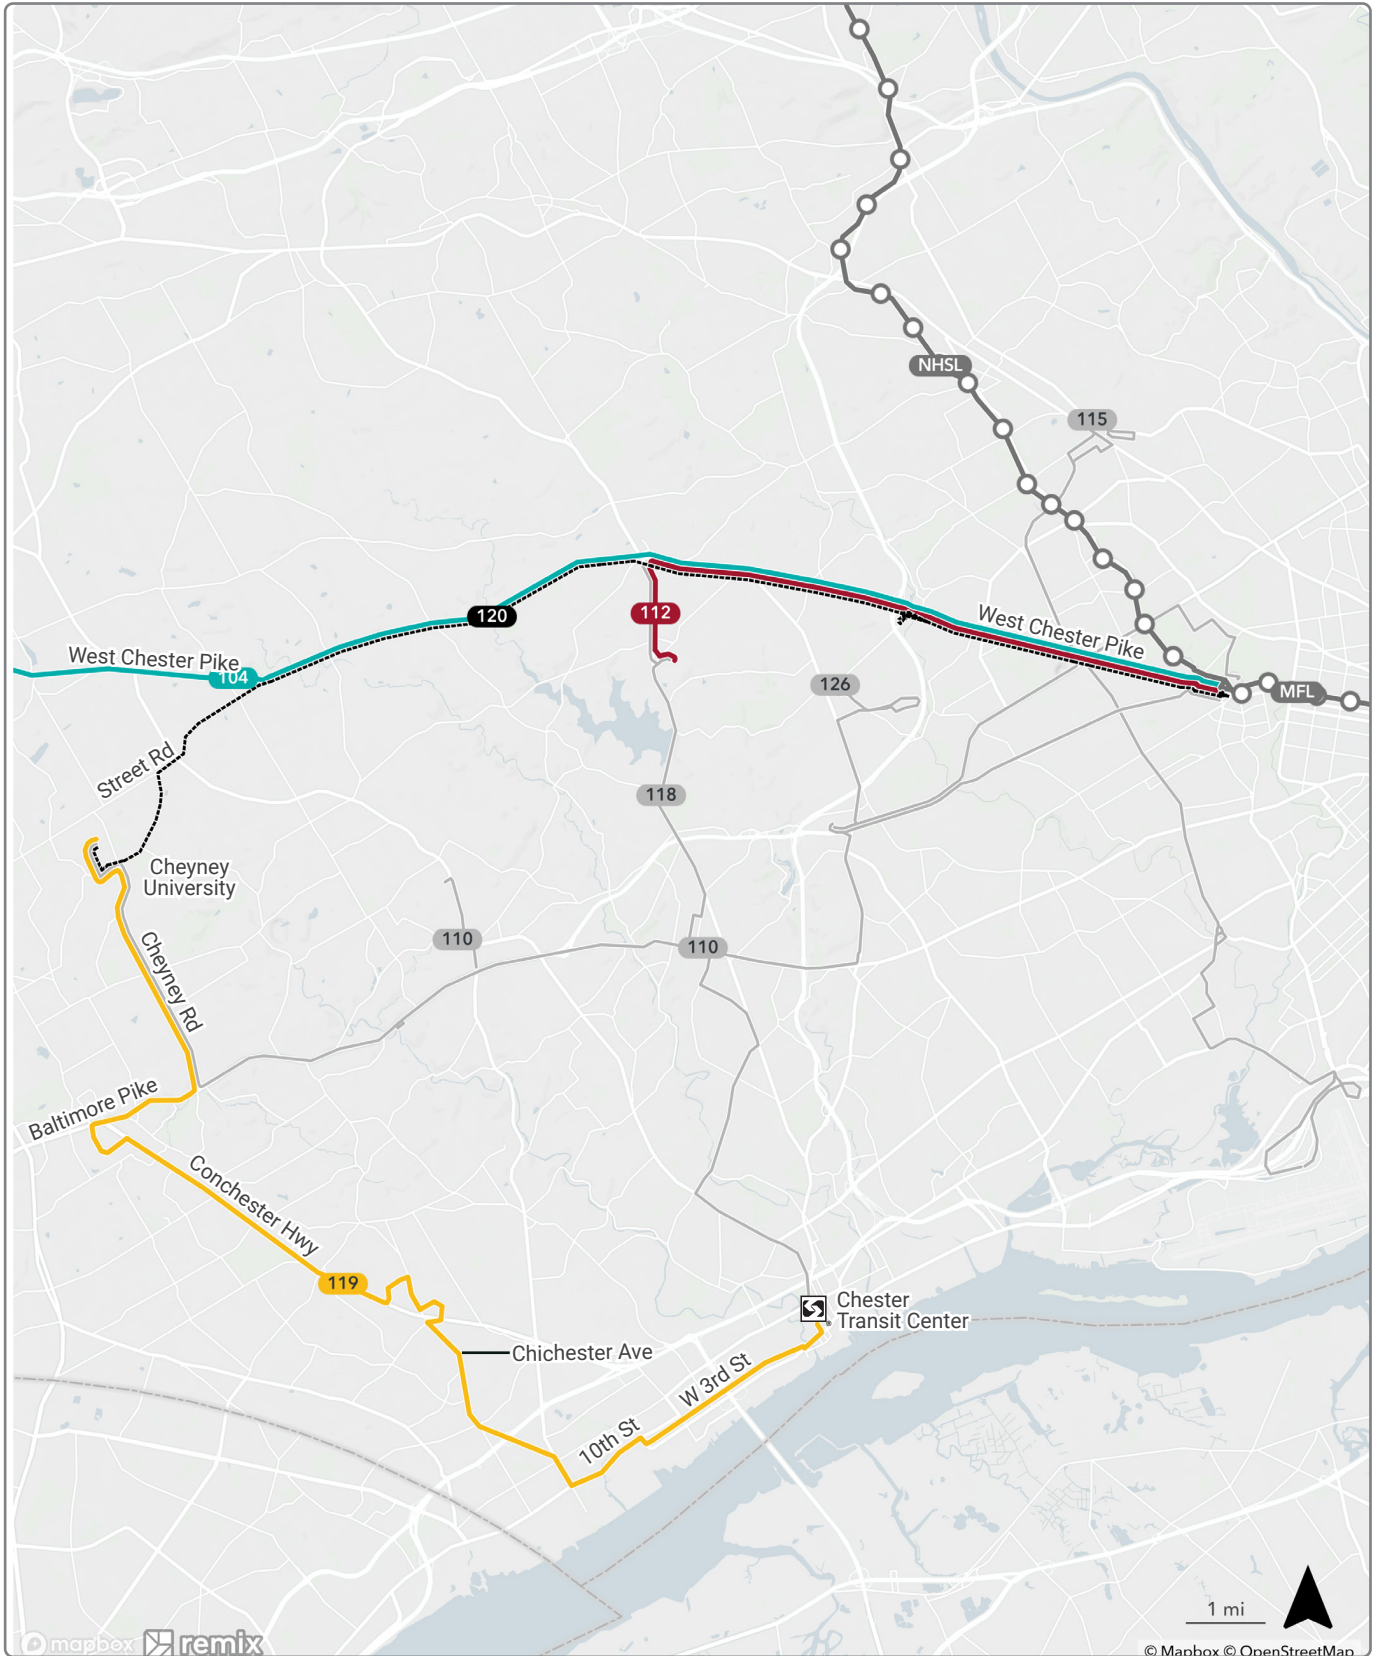 NHSL
115
120
112
West Chester Pike
West Chester Pike
104
126
MFL
Street Rd
118
Cheyney
University
110
110
Cheyney Rd
Baltimore Pike
Conchester Hwy
119
Chester
Transit Center
Chichester Ave
W 3rd St
10th St
1 mi
mapbox remix
© Mapbox © OpenStreetMap